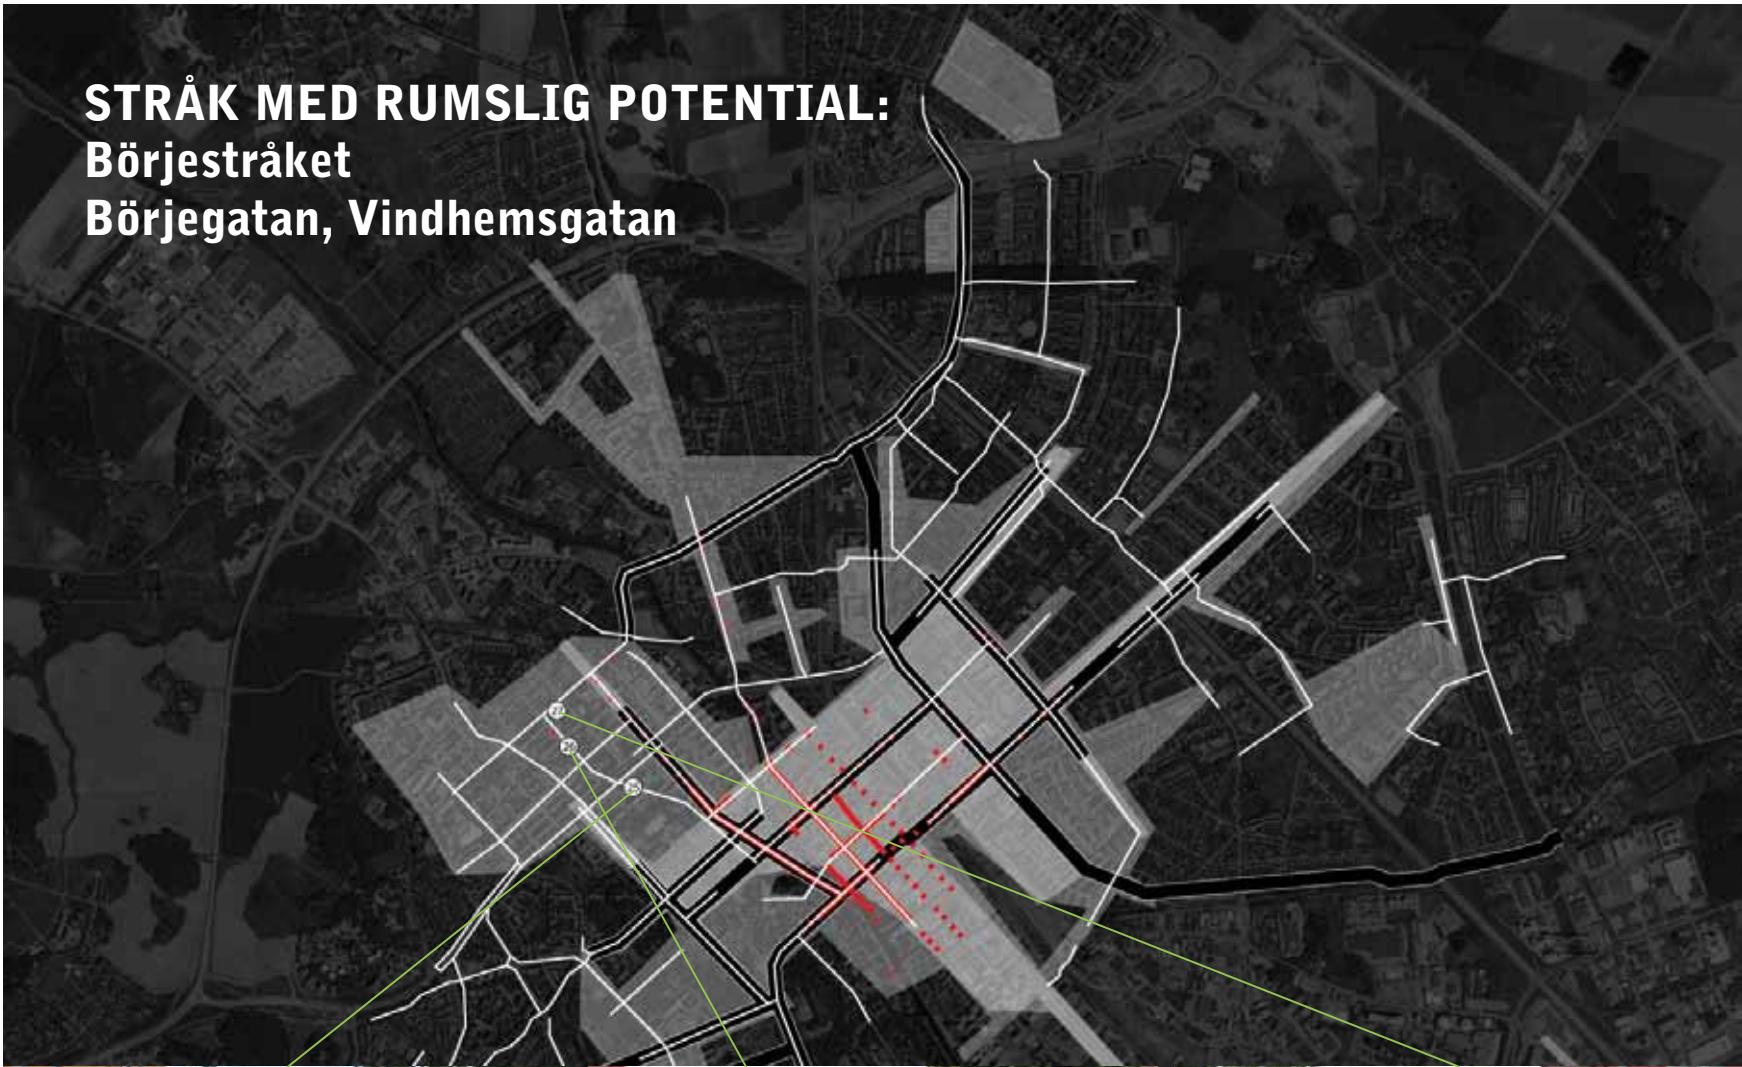 STRÅK MED RUMSLIG POTENTIAL:
Börjestråket
Börjegatan, Vindhemsgatan